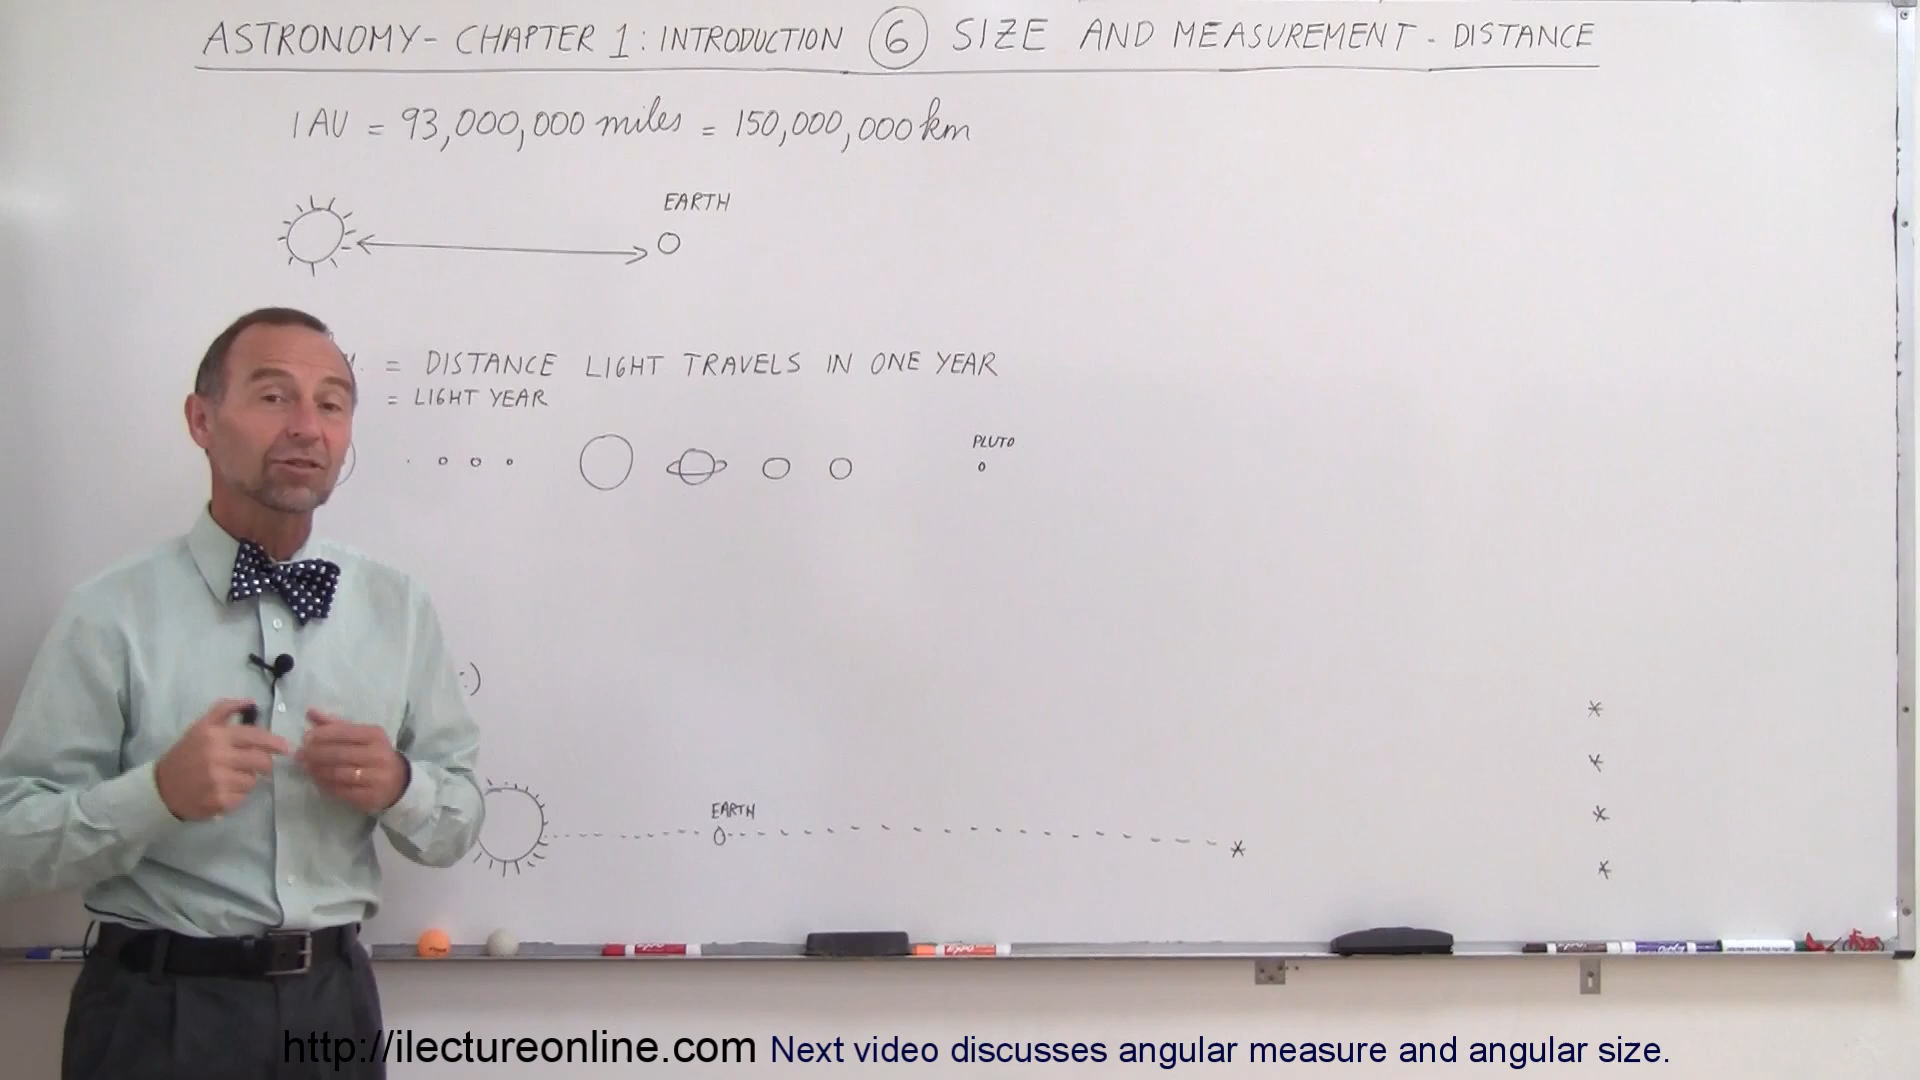 ASTRONOMY - CHAPTER 1: INTRODUCTION 6 SIZE AND MEASUREMENT - DISTANCE
1 AU = 93,000,000 miles = 150,000,000 km
EARTH
= DISTANCE LIGHT TRAVELS IN ONE YEAR
= LIGHT YEAR
PLUTO
EARTH
http://ilectureonline.com Next video discusses angular measure and angular size.